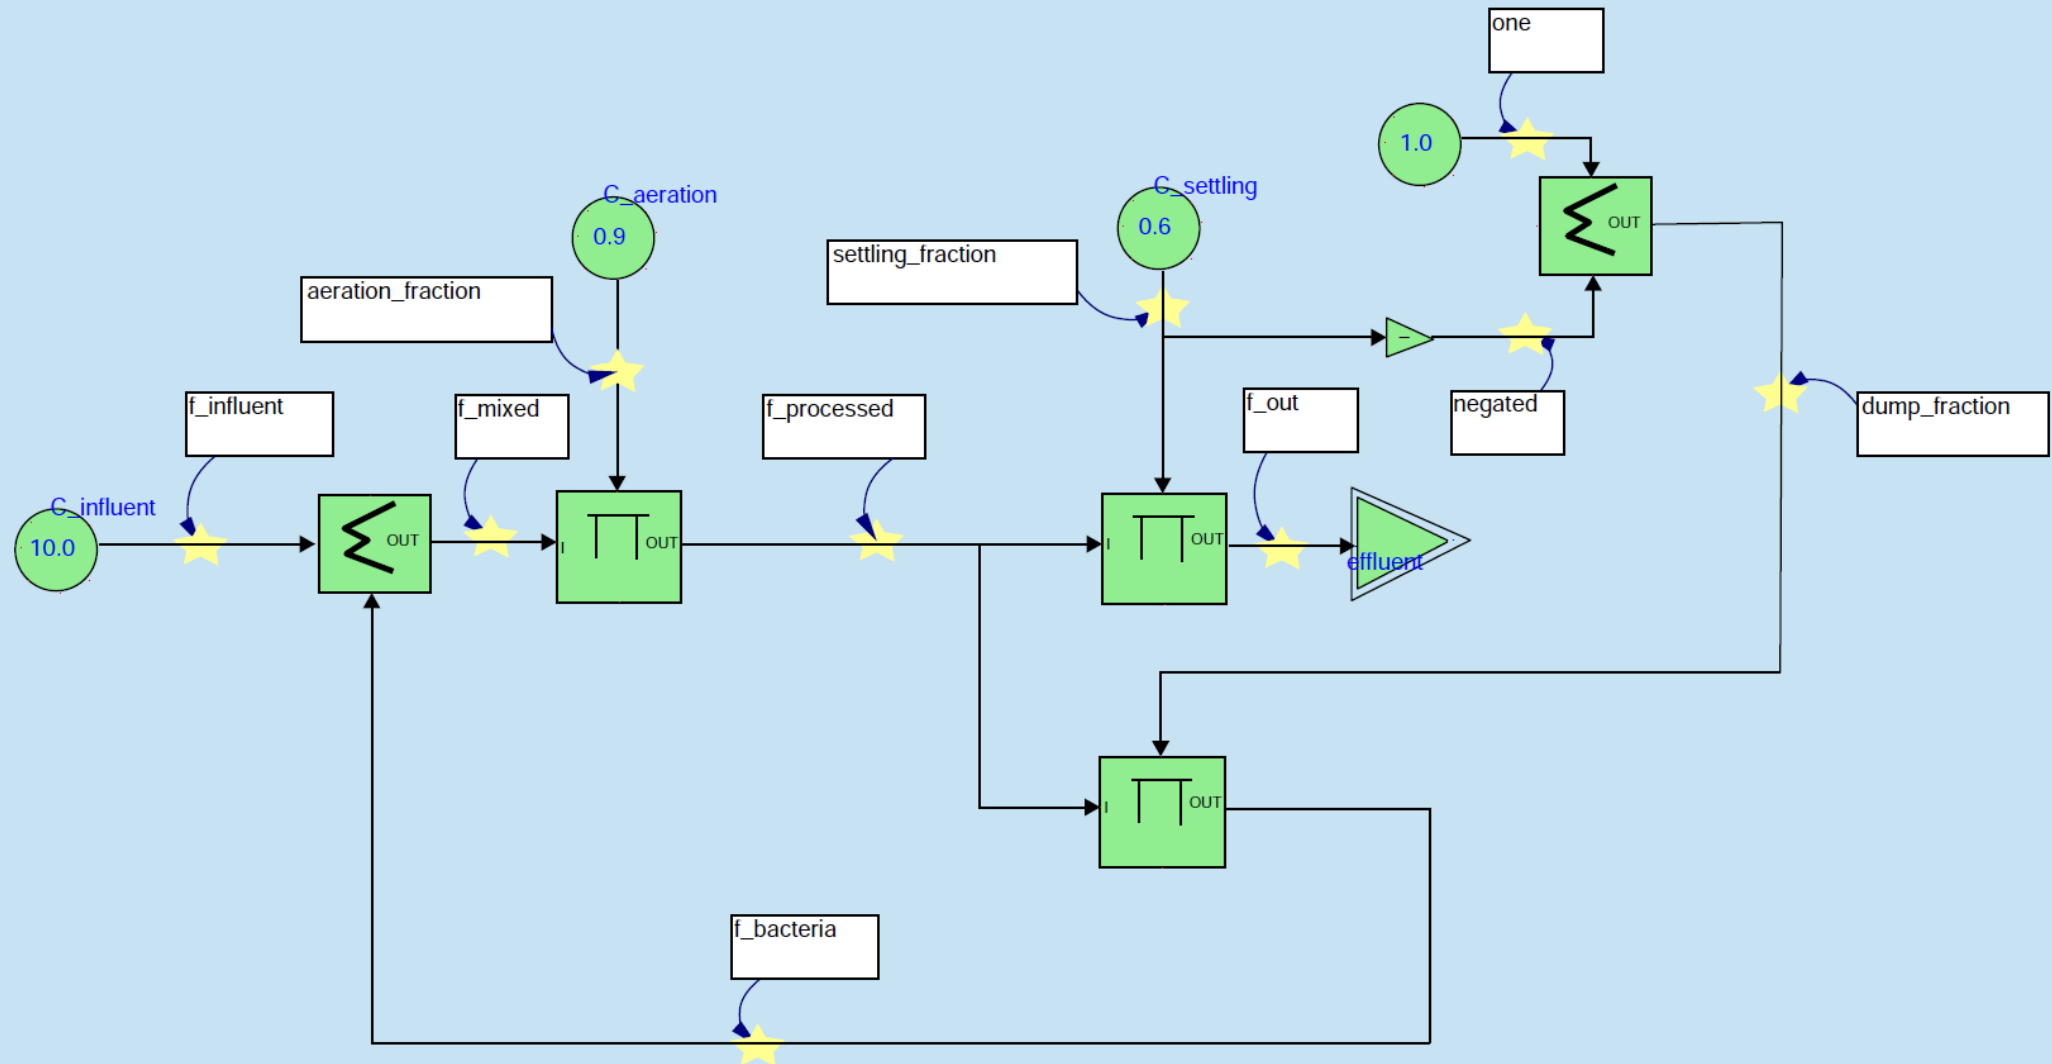 one
1.0
OUT
C_aeration
0.9
C_settling
0.6
settling_fraction
aeration_fraction
−
f_influent
f_mixed
f_processed
f_out
negated
dump_fraction
C_influent
10.0
OUT
I
OUT
I
OUT
effluent
I
OUT
f_bacteria